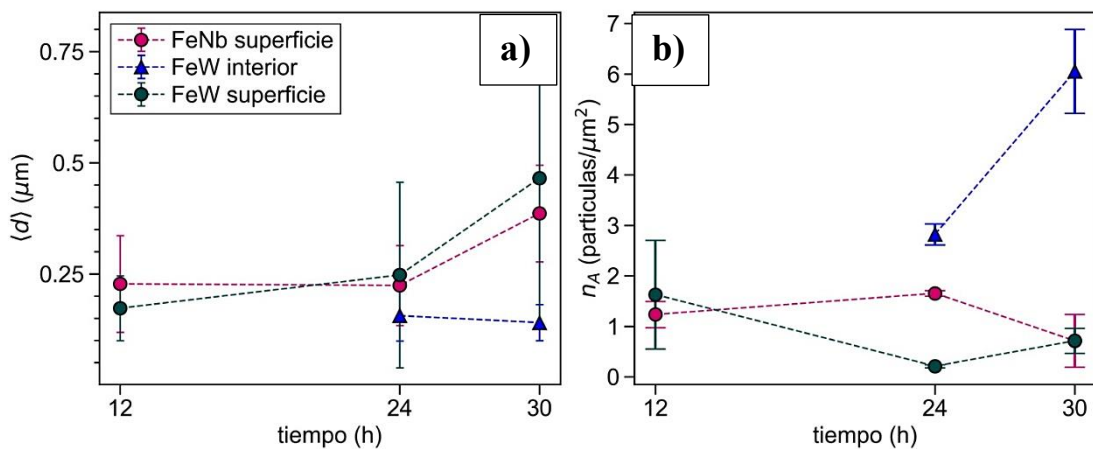 a)
FeNb superficie
FeW interior
FeW superficie
0.75
0.5
0.25
⟨d⟩ (μm)
12
24
30
tiempo (h)
b)
7
6
5
4
3
2
1
0
nA (particulas/μm²)
12
24
30
tiempo (h)